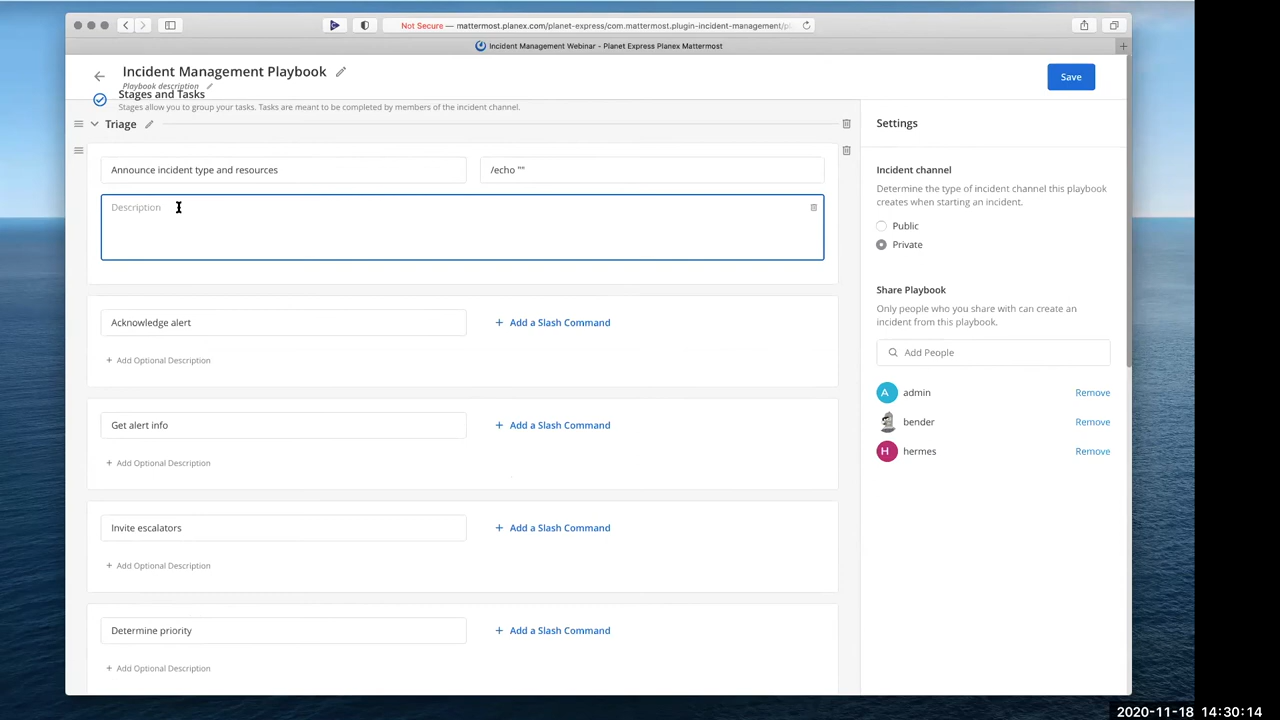 Not Secure — mattermost.planex.com/planet-express/com.mattermost.plugin-incident-management/
Incident Management Webinar - Planet Express Planex Mattermost
Incident Management Playbook
Save
Playbook description
Stages and Tasks
Stages allow you to group your tasks. Tasks are meant to be completed by members of the incident channel.
Triage
Announce incident type and resources
/echo ""
Description
Acknowledge alert
+ Add a Slash Command
+ Add Optional Description
Get alert info
+ Add a Slash Command
+ Add Optional Description
Invite escalators
+ Add a Slash Command
+ Add Optional Description
Determine priority
+ Add a Slash Command
+ Add Optional Description
Settings
Incident channel
Determine the type of incident channel this playbook
creates when starting an incident.
Public
Private
Share Playbook
Only people who you share with can create an
incident from this playbook.
Add People
A admin Remove
bender Remove
H hermes Remove
2020-11-18 14:30:14